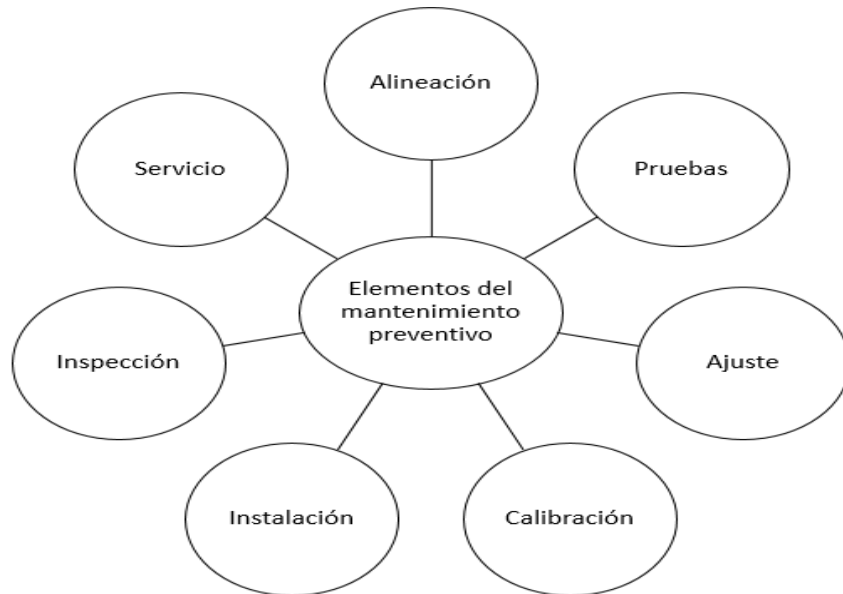 Alineación
Servicio
Pruebas
Elementos del
mantenimiento
preventivo
Inspección
Ajuste
Instalación
Calibración